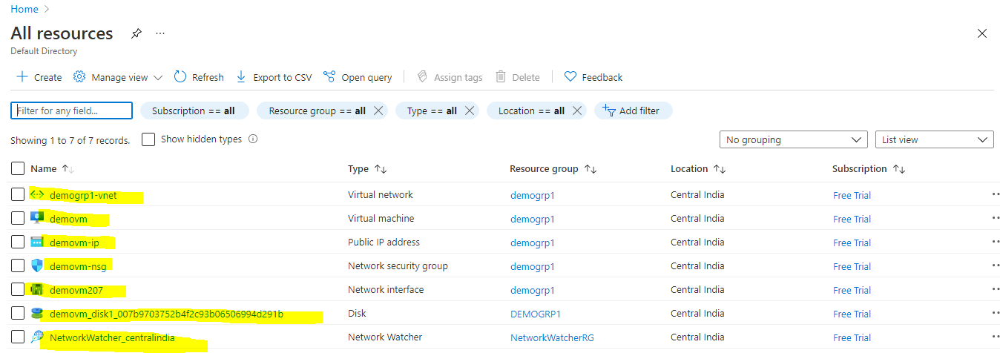 Home >
All resources ...
Default Directory
Create Manage view Refresh Export to CSV Open query Assign tags Delete Feedback
Filter for any field... Subscription == all Resource group == all Type == all Location == all Add filter
Showing 1 to 7 of 7 records. Show hidden types No grouping List view
Name Type Resource group Location Subscription
demogrp1-vnet Virtual network demogrp1 Central India Free Trial
demovm Virtual machine demogrp1 Central India Free Trial
demovm-ip Public IP address demogrp1 Central India Free Trial
demovm-nsg Network security group demogrp1 Central India Free Trial
demovm207 Network interface demogrp1 Central India Free Trial
demovm_disk1_007b9703752b4f2c93b06506994d291b Disk DEMOGRP1 Central India Free Trial
NetworkWatcher_centralindia Network Watcher NetworkWatcherRG Central India Free Trial